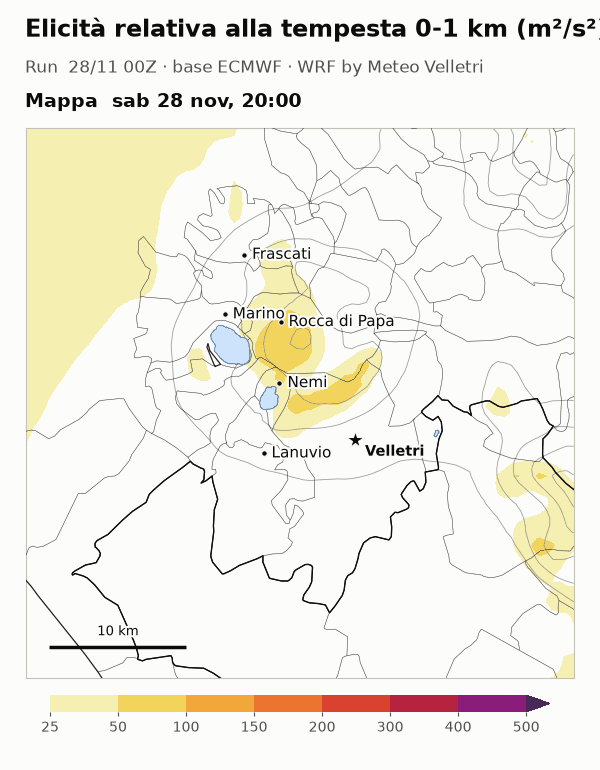 Elicità relativa alla tempesta 0-1 km (m²/s²)
Run 28/11 00Z · base ECMWF · WRF by Meteo Velletri
Mappa sab 28 nov, 20:00
Frascati
Marino
Rocca di Papa
Nemi
Velletri
Lanuvio
10 km
25 50 100 150 200 300 400 500